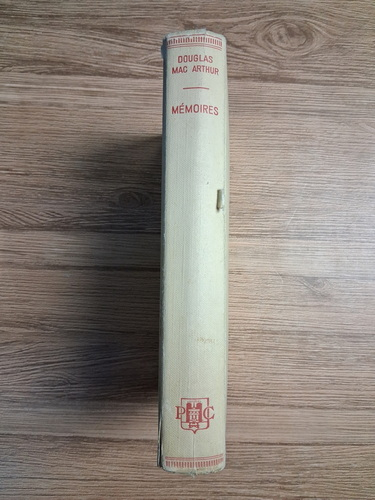 DOUGLAS
MAC ARTHUR
MÉMOIRES
P C